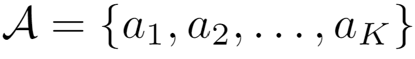 𝒜 = {a₁, a₂, . . . , a_K}